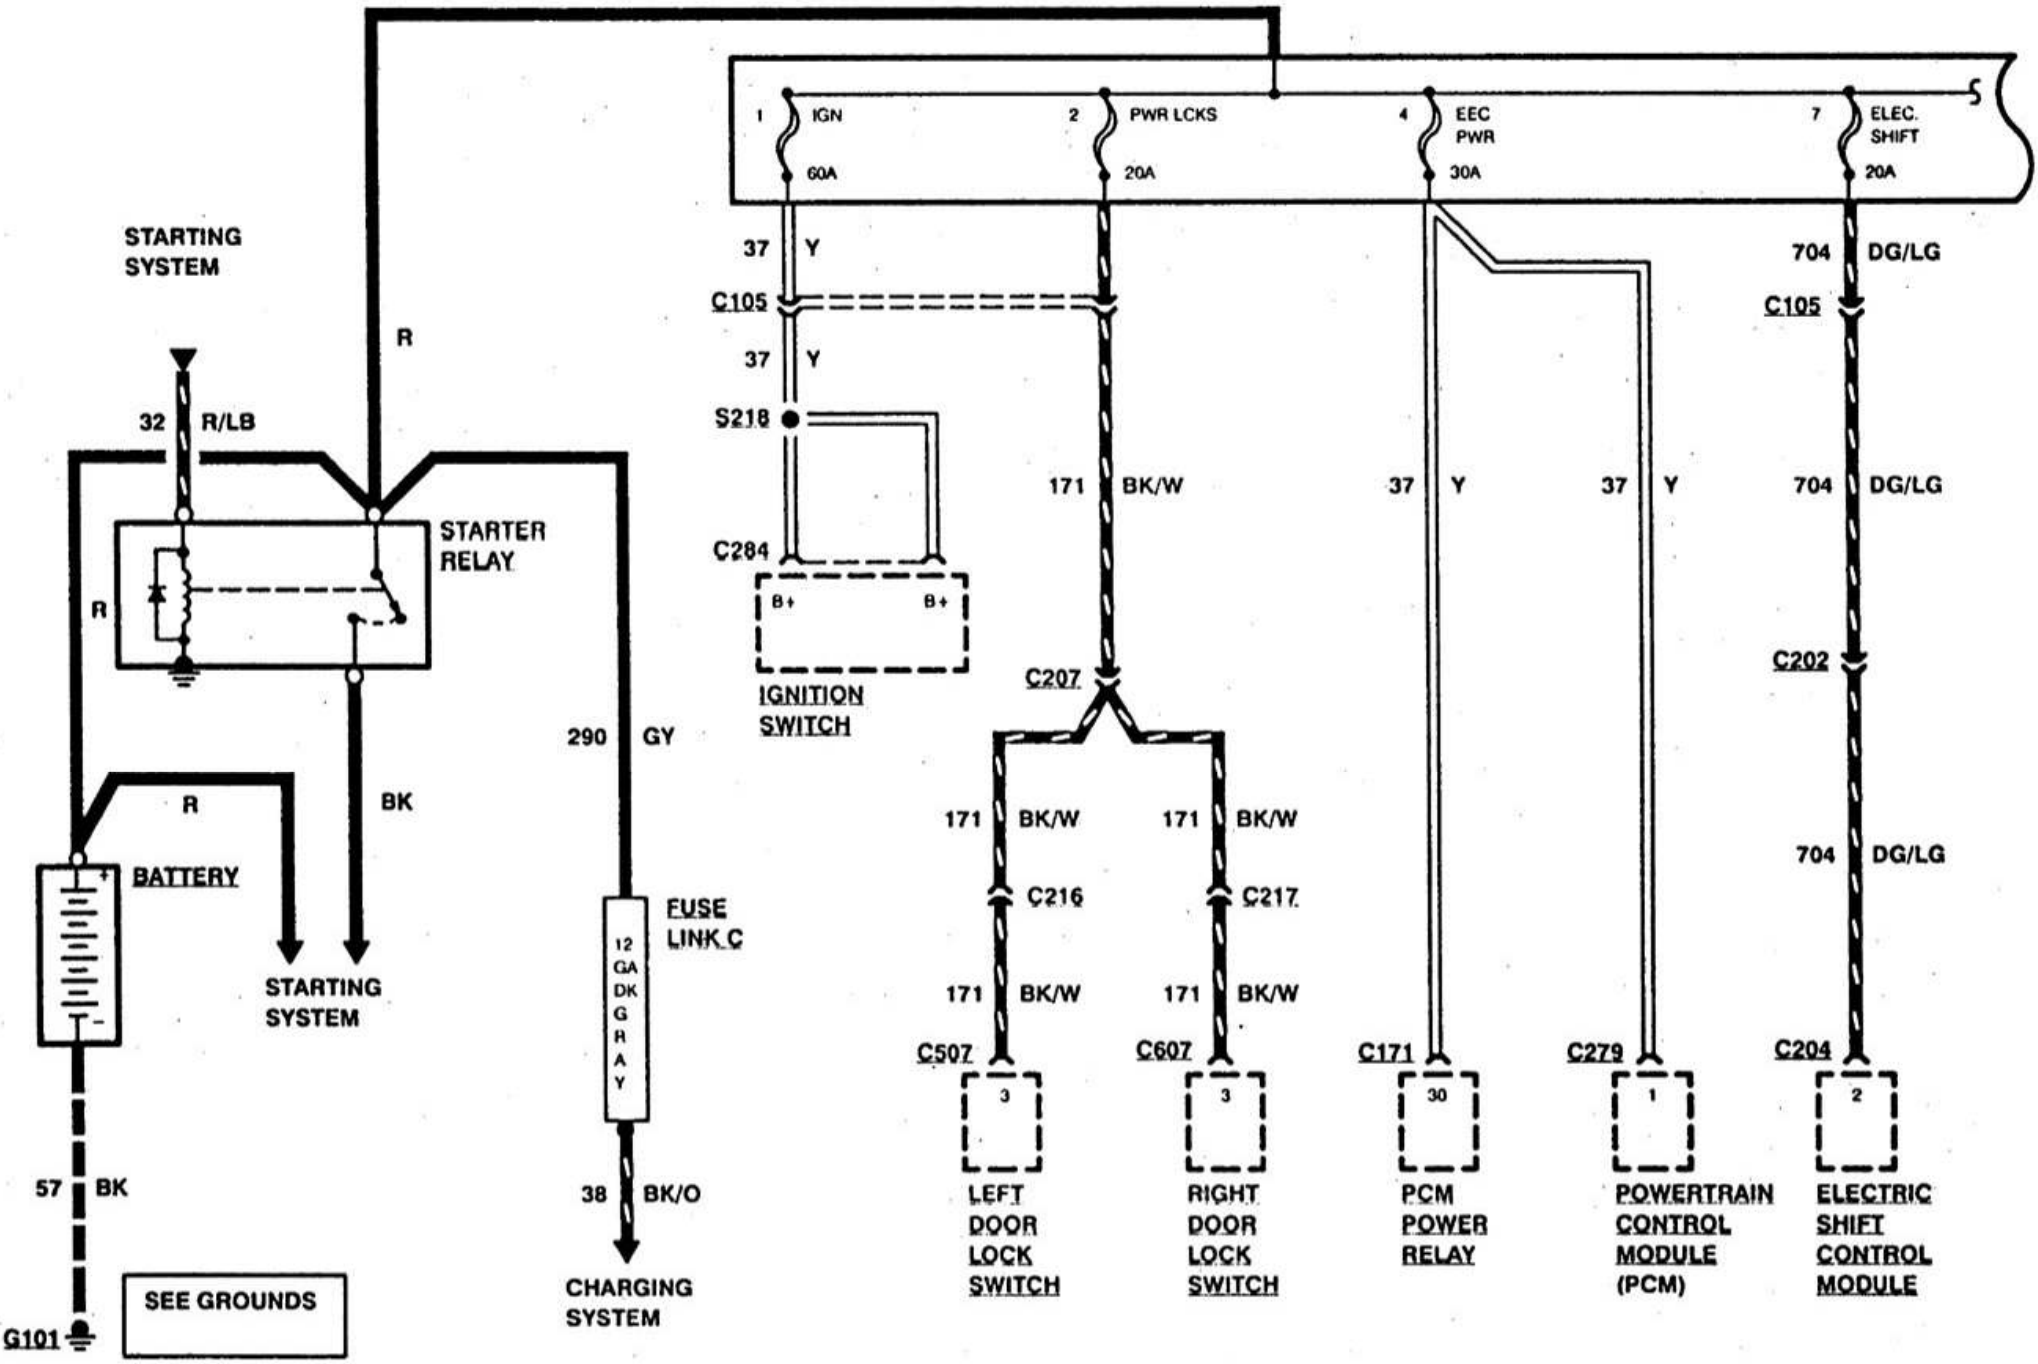 1 IGN
2 PWR LCKS
4 EEC
PWR
7 ELEC.
SHIFT
60A
20A
30A
20A
STARTING
SYSTEM
37 Y
704 DG/LG
C105
C105
R
37 Y
32 R/LB
S218
171 BK/W
37 Y
37 Y
704 DG/LG
STARTER
RELAY
C284
R
B+ B+
C207
C202
IGNITION
SWITCH
290 GY
R
BK
171 BK/W
171 BK/W
704 DG/LG
BATTERY
+
-
C216
C217
FUSE
LINK C
12
GA
DK
G
R
A
Y
STARTING
SYSTEM
171 BK/W
171 BK/W
C507
C607
C171
C279
C204
3
3
30
1
2
57 BK
38 BK/O
LEFT
DOOR
LOCK
SWITCH
RIGHT
DOOR
LOCK
SWITCH
PCM
POWER
RELAY
POWERTRAIN
CONTROL
MODULE
(PCM)
ELECTRIC
SHIFT
CONTROL
MODULE
CHARGING
SYSTEM
SEE GROUNDS
G101